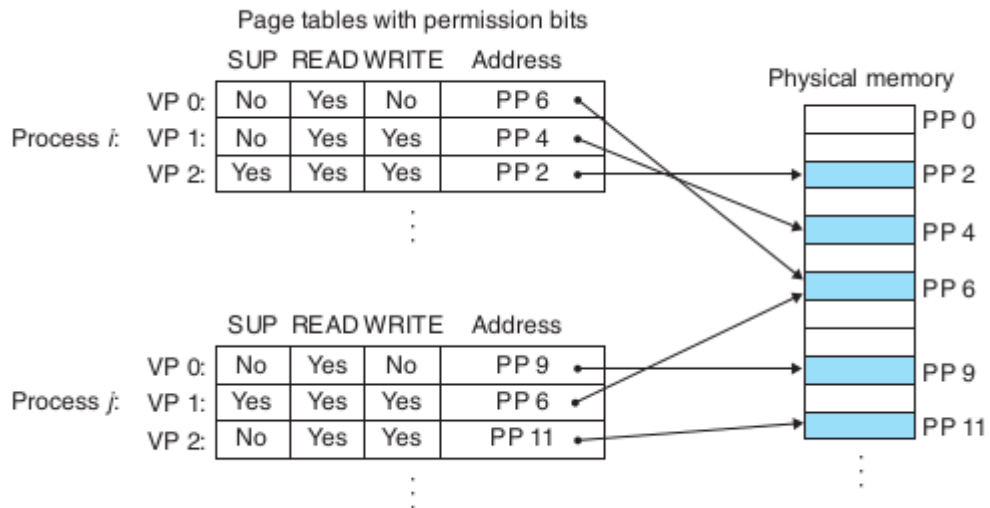 Page tables with permission bits
SUP READ WRITE Address
VP 0: No Yes No PP 6
Process i: VP 1: No Yes Yes PP 4
VP 2: Yes Yes Yes PP 2
Physical memory
PP 0
PP 2
PP 4
PP 6
PP 9
PP 11
SUP READ WRITE Address
VP 0: No Yes No PP 9
Process j: VP 1: Yes Yes Yes PP 6
VP 2: No Yes Yes PP 11